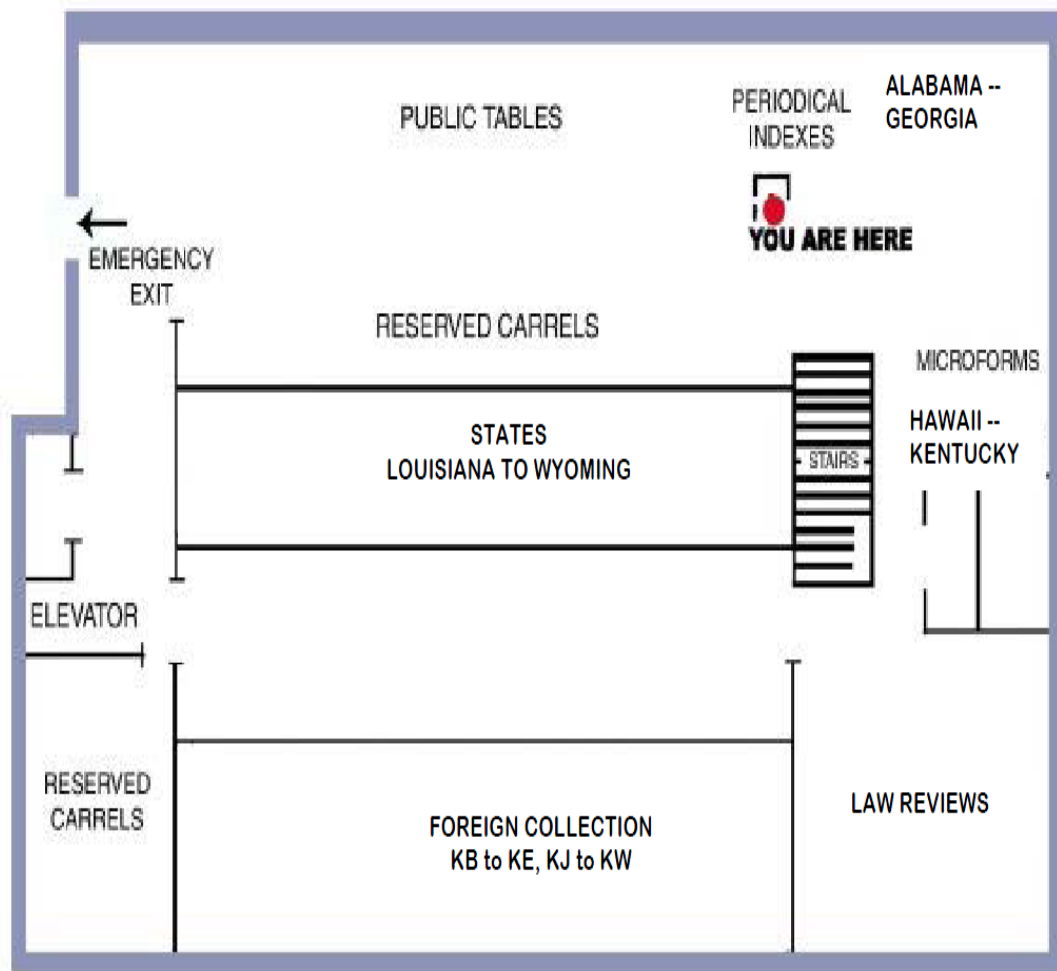 PUBLIC TABLES
PERIODICAL
INDEXES
ALABAMA --
GEORGIA
YOU ARE HERE
EMERGENCY
EXIT
RESERVED CARRELS
MICROFORMS
STATES
LOUISIANA TO WYOMING
STAIRS
HAWAII --
KENTUCKY
ELEVATOR
RESERVED
CARRELS
FOREIGN COLLECTION
KB to KE, KJ to KW
LAW REVIEWS